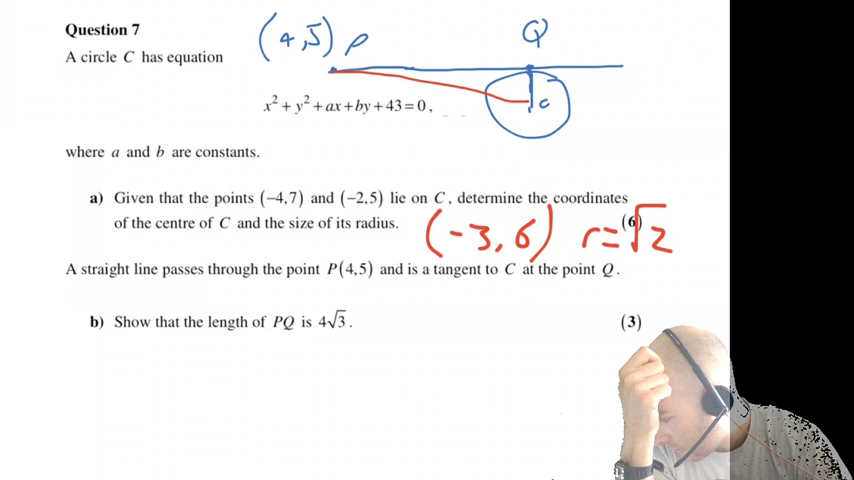 Question 7
(4,5) P
Q
A circle C has equation
x² + y² + ax + by + 43 = 0,
C
where a and b are constants.
a) Given that the points (−4,7) and (−2,5) lie on C, determine the coordinates
of the centre of C and the size of its radius.
(6)
(-3, 6) r = √2
A straight line passes through the point P(4,5) and is a tangent to C at the point Q.
b) Show that the length of PQ is 4√3.
(3)